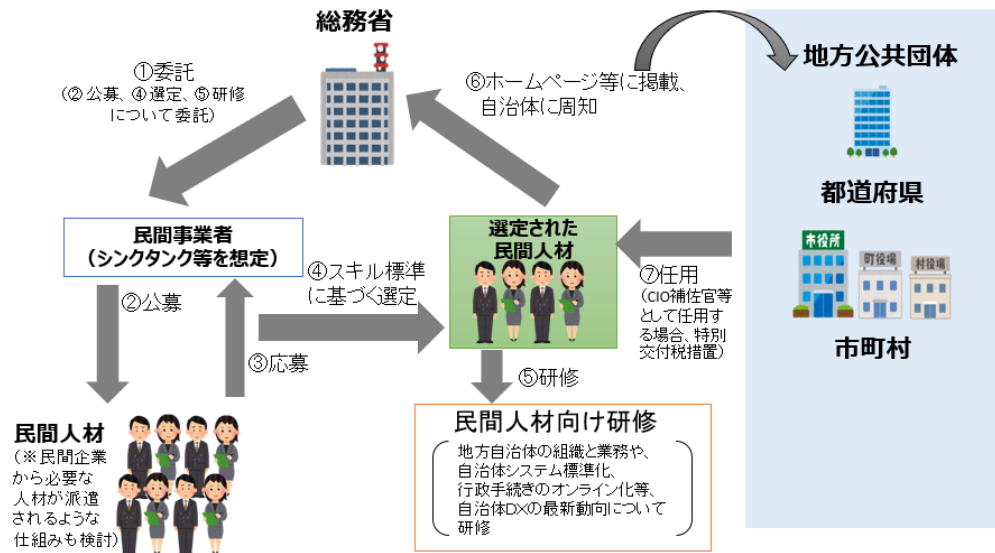 総務省
①委託
(②公募、④選定、⑤研修
について委託)
⑥ホームページ等に掲載、
自治体に周知
地方公共団体
都道府県
市役所
町役場
村役場
市町村
民間事業者
(シンクタンク等を想定)
選定された
民間人材
④スキル標準
に基づく選定
⑦任用
(CIO補佐官等
として任用す
る場合、特別
交付税措置)
②公募
③応募
⑤研修
民間人材
(※民間企業
から必要な
人材が派遣
されるような
仕組みも検討)
民間人材向け研修
地方自治体の組織と業務や、
自治体システム標準化、
行政手続きのオンライン化等、
自治体DXの最新動向について
研修